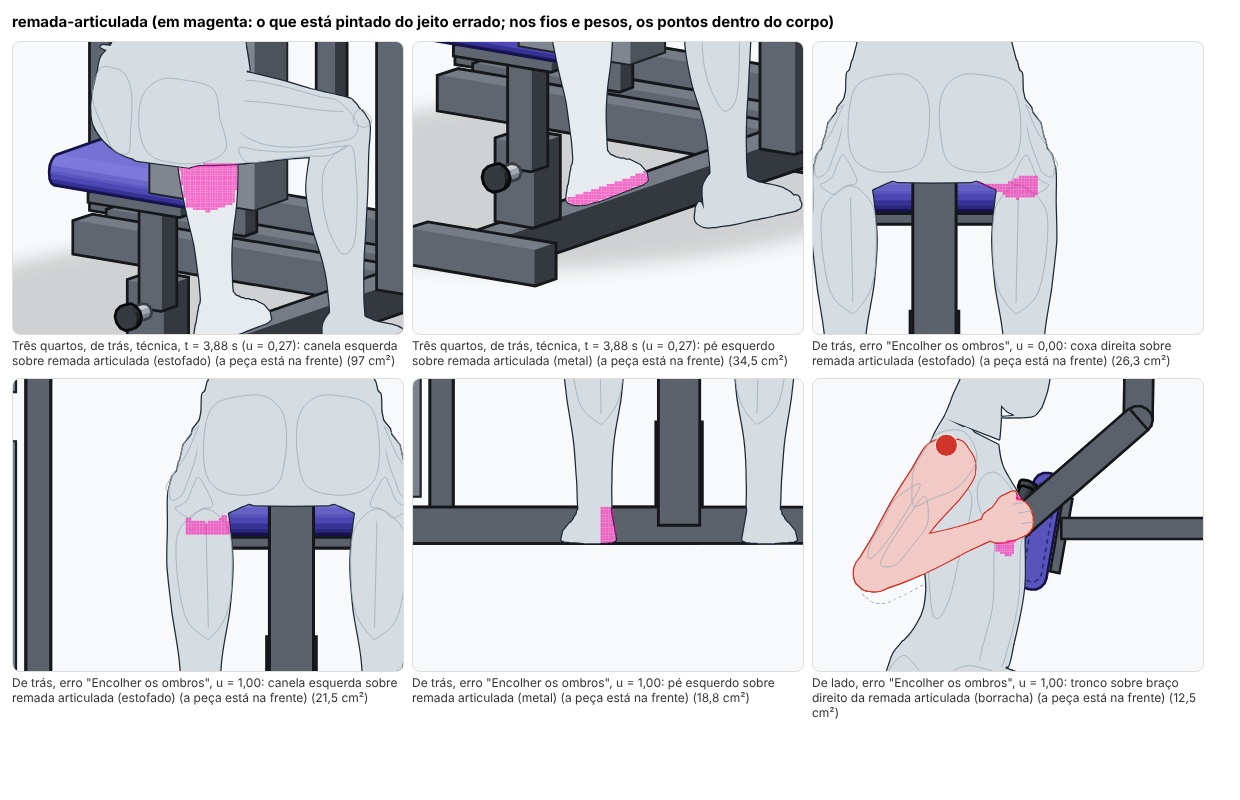 remada-articulada (em magenta: o que está pintado do jeito errado; nos fios e pesos, os pontos dentro do corpo)
Três quartos, de trás, técnica, t = 3,88 s (u = 0,27): canela esquerda
sobre remada articulada (estofado) (a peça está na frente) (97 cm²)
Três quartos, de trás, técnica, t = 3,88 s (u = 0,27): pé esquerdo
sobre remada articulada (metal) (a peça está na frente) (34,5 cm²)
De trás, erro "Encolher os ombros", u = 0,00: coxa direita sobre
remada articulada (estofado) (a peça está na frente) (26,3 cm²)
De trás, erro "Encolher os ombros", u = 1,00: canela esquerda sobre
remada articulada (estofado) (a peça está na frente) (21,5 cm²)
De trás, erro "Encolher os ombros", u = 1,00: pé esquerdo sobre
remada articulada (metal) (a peça está na frente) (18,8 cm²)
De lado, erro "Encolher os ombros", u = 1,00: tronco sobre braço
direito da remada articulada (borracha) (a peça está na frente) (12,5
cm²)